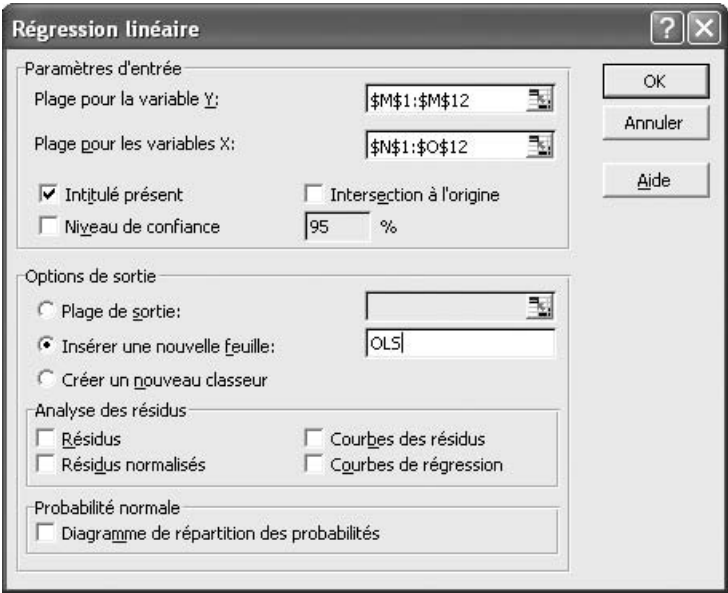 Régression linéaire
Paramètres d'entrée
Plage pour la variable Y: $M$1:$M$12
Plage pour les variables X: $N$1:$O$12
Intitulé présent Intersection à l'origine
Niveau de confiance 95 %
OK
Annuler
Aide
Options de sortie
Plage de sortie:
Insérer une nouvelle feuille: OLS
Créer un nouveau classeur
Analyse des résidus
Résidus Courbes des résidus
Résidus normalisés Courbes de régression
Probabilité normale
Diagramme de répartition des probabilités